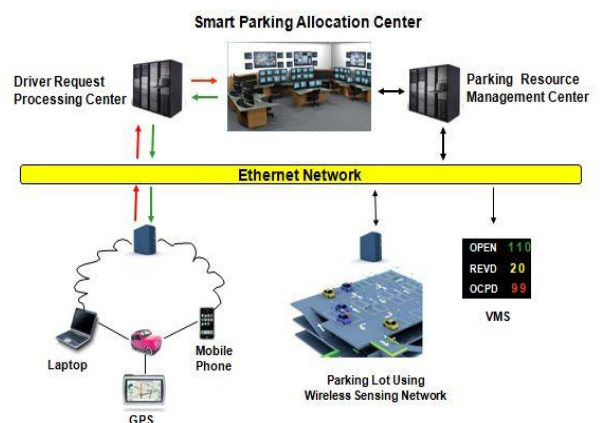 Smart Parking Allocation Center
Driver Request
Processing Center
Parking Resource
Management Center
Ethernet Network
OPEN 110
REVD 20
OCPD 99
VMS
Laptop
Mobile
Phone
GPS
Parking Lot Using
Wireless Sensing Network